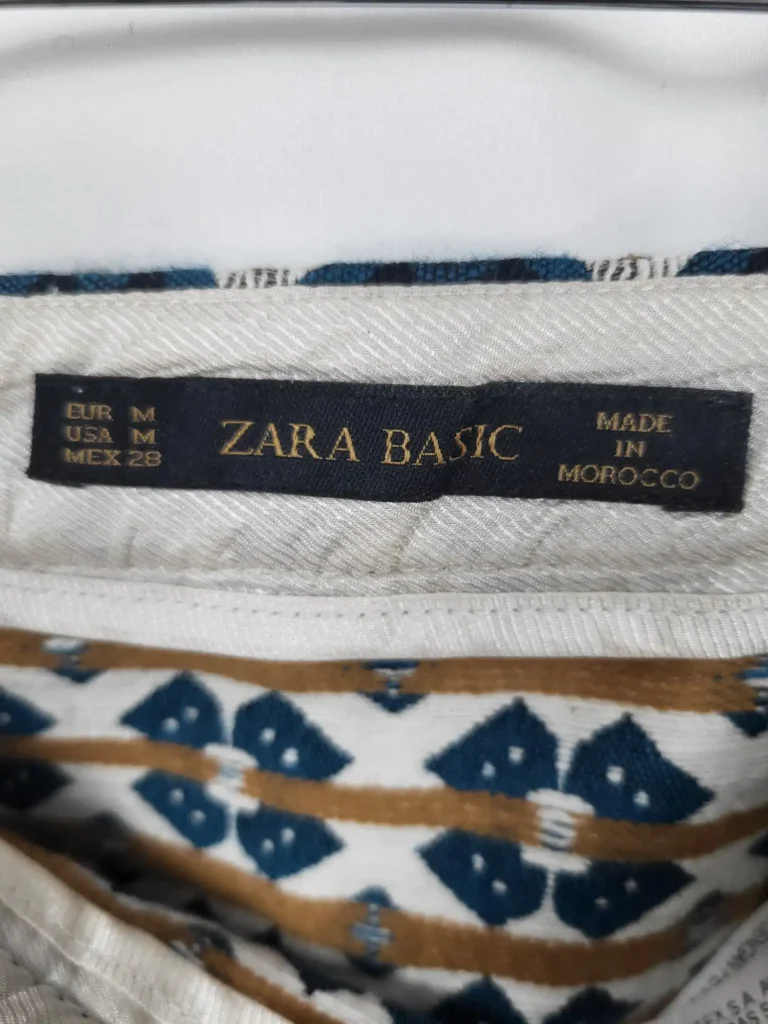 EUR M
USA M
MEX 28
ZARA BASIC
MADE
IN
MOROCCO